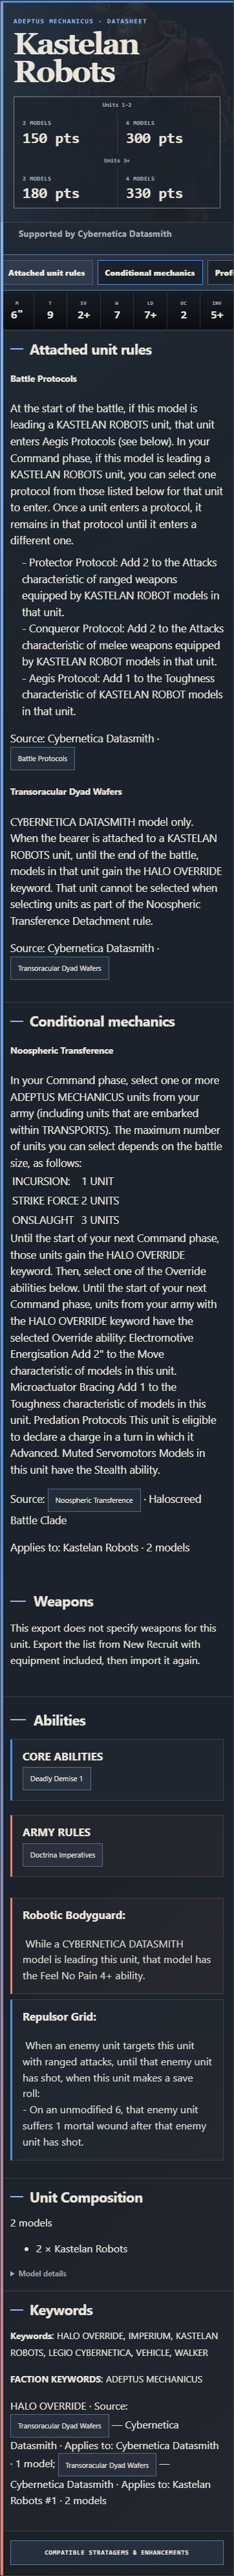 ADEPTUS MECHANICUS · DATASHEET
Kastelan
Robots
Units 1–2
2 MODELS
150 pts
4 MODELS
300 pts
Units 3+
2 MODELS
180 pts
4 MODELS
330 pts
Supported by Cybernetica Datasmith
Attached unit rules
Conditional mechanics
Profi
M
6"
T
9
SV
2+
W
7
LD
7+
OC
2
INV
5+
Attached unit rules
Battle Protocols
At the start of the battle, if this model is
leading a KASTELAN ROBOTS unit, that unit
enters Aegis Protocols (see below). In your
Command phase, if this model is leading a
KASTELAN ROBOTS unit, you can select one
protocol from those listed below for that unit
to enter. Once a unit enters a protocol, it
remains in that protocol until it enters a
different one.
- Protector Protocol: Add 2 to the Attacks
characteristic of ranged weapons
equipped by KASTELAN ROBOT models in
that unit.
- Conqueror Protocol: Add 2 to the Attacks
characteristic of melee weapons equipped
by KASTELAN ROBOT models in that unit.
- Aegis Protocol: Add 1 to the Toughness
characteristic of KASTELAN ROBOT models
in that unit.
Source: Cybernetica Datasmith ·
Battle Protocols
Transoracular Dyad Wafers
CYBERNETICA DATASMITH model only.
When the bearer is attached to a KASTELAN
ROBOTS unit, until the end of the battle,
models in that unit gain the HALO OVERRIDE
keyword. That unit cannot be selected when
selecting units as part of the Noospheric
Transference Detachment rule.
Source: Cybernetica Datasmith ·
Transoracular Dyad Wafers
Conditional mechanics
Noospheric Transference
In your Command phase, select one or more
ADEPTUS MECHANICUS units from your
army (including units that are embarked
within TRANSPORTS). The maximum number
of units you can select depends on the battle
size, as follows:
INCURSION: 1 UNIT
STRIKE FORCE 2 UNITS
ONSLAUGHT 3 UNITS
Until the start of your next Command phase,
those units gain the HALO OVERRIDE
keyword. Then, select one of the Override
abilities below. Until the start of your next
Command phase, units from your army with
the HALO OVERRIDE keyword have the
selected Override ability: Electromotive
Energisation Add 2" to the Move
characteristic of models in this unit.
Microactuator Bracing Add 1 to the
Toughness characteristic of models in this
unit. Predation Protocols This unit is eligible
to declare a charge in a turn in which it
Advanced. Muted Servomotors Models in
this unit have the Stealth ability.
Source: Noospheric Transference · Haloscreed
Battle Clade
Applies to: Kastelan Robots · 2 models
Weapons
This export does not specify weapons for this
unit. Export the list from New Recruit with
equipment included, then import it again.
Abilities
CORE ABILITIES
Deadly Demise 1
ARMY RULES
Doctrina Imperatives
Robotic Bodyguard:
While a CYBERNETICA DATASMITH
model is leading this unit, that model has
the Feel No Pain 4+ ability.
Repulsor Grid:
When an enemy unit targets this unit
with ranged attacks, until that enemy unit
has shot, when this unit makes a save
roll:
- On an unmodified 6, that enemy unit
suffers 1 mortal wound after that enemy
unit has shot.
Unit Composition
2 models
• 2 × Kastelan Robots
▶ Model details
Keywords
Keywords: HALO OVERRIDE, IMPERIUM, KASTELAN
ROBOTS, LEGIO CYBERNETICA, VEHICLE, WALKER
FACTION KEYWORDS: ADEPTUS MECHANICUS
HALO OVERRIDE · Source:
Transoracular Dyad Wafers — Cybernetica
Datasmith · Applies to: Cybernetica Datasmith
· 1 model; Transoracular Dyad Wafers —
Cybernetica Datasmith · Applies to: Kastelan
Robots #1 · 2 models
COMPATIBLE STRATAGEMS & ENHANCEMENTS